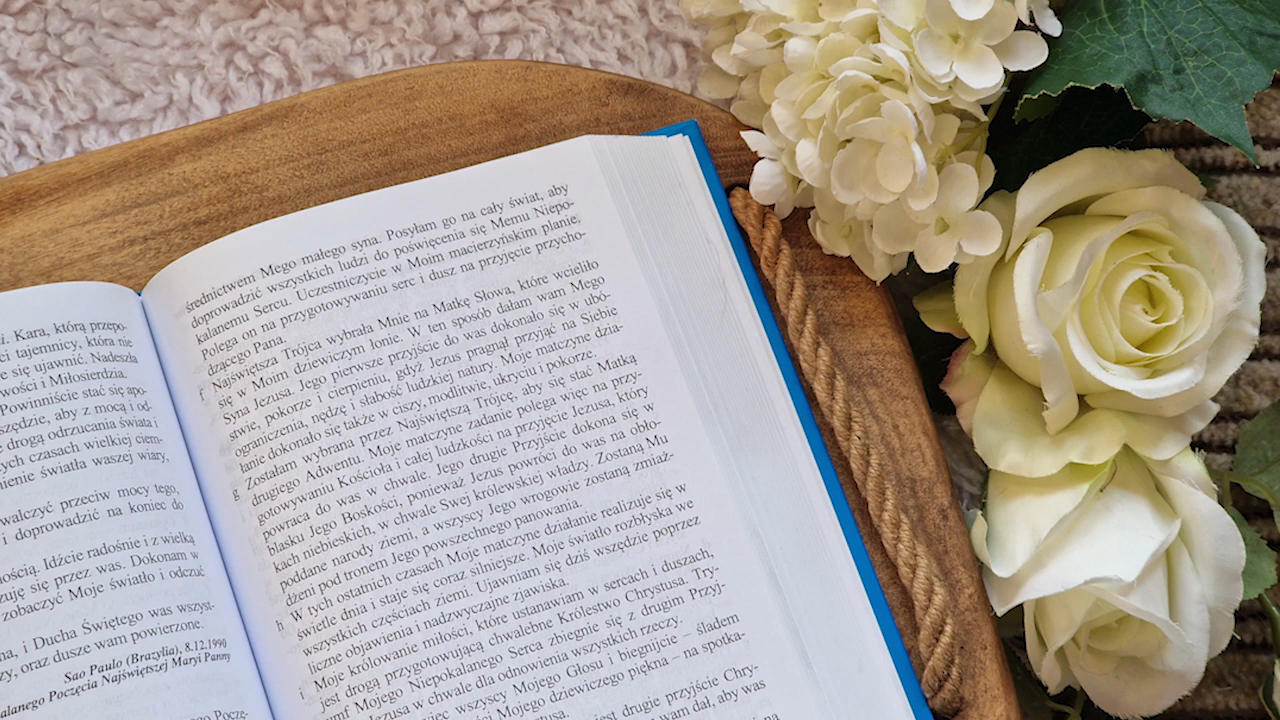 i. Kara, którą przepo-
ei tajemnicy, która nie
e się ujawnić. Nadeszła
wości i Miłosierdzia.
Powinniście stać się apo-
szędzie, aby z mocą i od-
e drogą odrzucania świata i
ych czasach wielkiej ciem-
nienie światła waszej wiary,
walczyć przeciw mocy tego,
i doprowadzić na koniec do
ością. Idźcie radośnie i z wielką
zuję się przez was. Dokonam w
zobaczyć Moje światło i odczuć
na, i Ducha Świętego was wszyst-
zy, oraz dusze wam powierzone.
Sao Paulo (Brazylia), 8.12.1990
alanego Poczęcia Najświętszej Maryi Panny
ego Poczę-
średnictwem Mego małego syna. Posyłam go na cały świat, aby
doprowadzić wszystkich ludzi do poświęcenia się Memu Niepo-
kalanemu Sercu. Uczestniczycie w Moim macierzyńskim planie.
Polega on na przygotowywaniu serc i dusz na przyjęcie przycho-
dzącego Pana.
Najświętsza Trójca wybrała Mnie na Matkę Słowa, które wcieliło
się w Moim dziewiczym łonie. W ten sposób dałam wam Mego
Syna Jezusa. Jego pierwsze przyjście do was dokonało się w ubó-
stwie, pokorze i cierpieniu, gdyż Jezus pragnął przyjąć na Siebie
ograniczenia, nędzę i słabość ludzkiej natury. Moje matczyne dzia-
łanie dokonało się także w ciszy, modlitwie, ukryciu i pokorze.
Zostałam wybrana przez Najświętszą Trójcę, aby się stać Matką
drugiego Adwentu. Moje matczyne zadanie polega więc na przy-
gotowywaniu Kościoła i całej ludzkości na przyjęcie Jezusa, który
powraca do was w chwale. Jego drugie Przyjście dokona się w
blasku Jego Boskości, ponieważ Jezus powróci do was na obło-
kach niebieskich, w chwale Swej królewskiej władzy. Zostaną Mu
poddane narody ziemi, a wszyscy Jego wrogowie zostaną zmiaż-
dżeni pod tronem Jego powszechnego panowania.
W tych ostatnich czasach Moje matczyne działanie realizuje się w
świetle dnia i staje się coraz silniejsze. Moje światło rozbłyska we
wszystkich częściach ziemi. Ujawniam się dziś wszędzie poprzez
liczne objawienia i nadzwyczajne zjawiska.
Moje królowanie miłości, które ustanawiam w sercach i duszach,
jest drogą przygotowującą chwalebne Królestwo Chrystusa. Try-
umf Mojego Niepokalanego Serca zbiegnie się z drugim Przyj-
Jezusa w chwale dla odnowienia wszystkich rzeczy.
więc wszyscy Mojego Głosu i biegnijcie – śladem
Mojego dziewiczego piękna – na spotka-
jest drugie przyjście Chry-
Wam dał, aby was
na